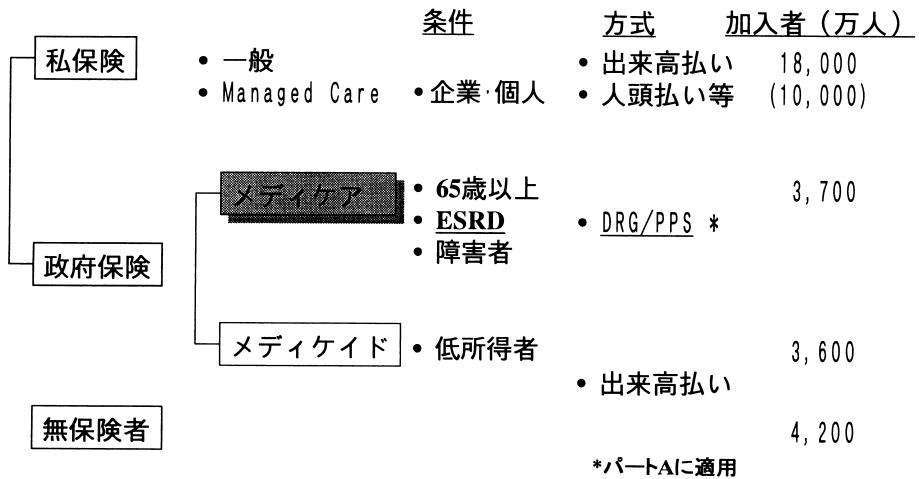 条件 方式 加入者（万人）
私保険 • 一般 • 出来高払い 18,000
• Managed Care • 企業・個人 • 人頭払い等 (10,000)
メディケア • 65歳以上 3,700
• ESRD • DRG/PPS *
• 障害者
政府保険
メディケイド • 低所得者 3,600
• 出来高払い
無保険者 4,200
*パートAに適用